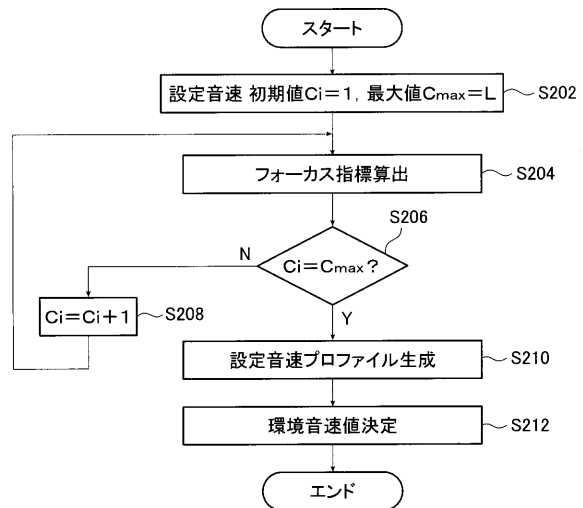 スタート
設定音速 初期値Ci＝1，最大値Cmax＝L
S202
フォーカス指標算出
S204
S206
Ci＝Cmax？
N
Y
Ci＝Ci＋1
S208
設定音速プロファイル生成
S210
環境音速値決定
S212
エンド